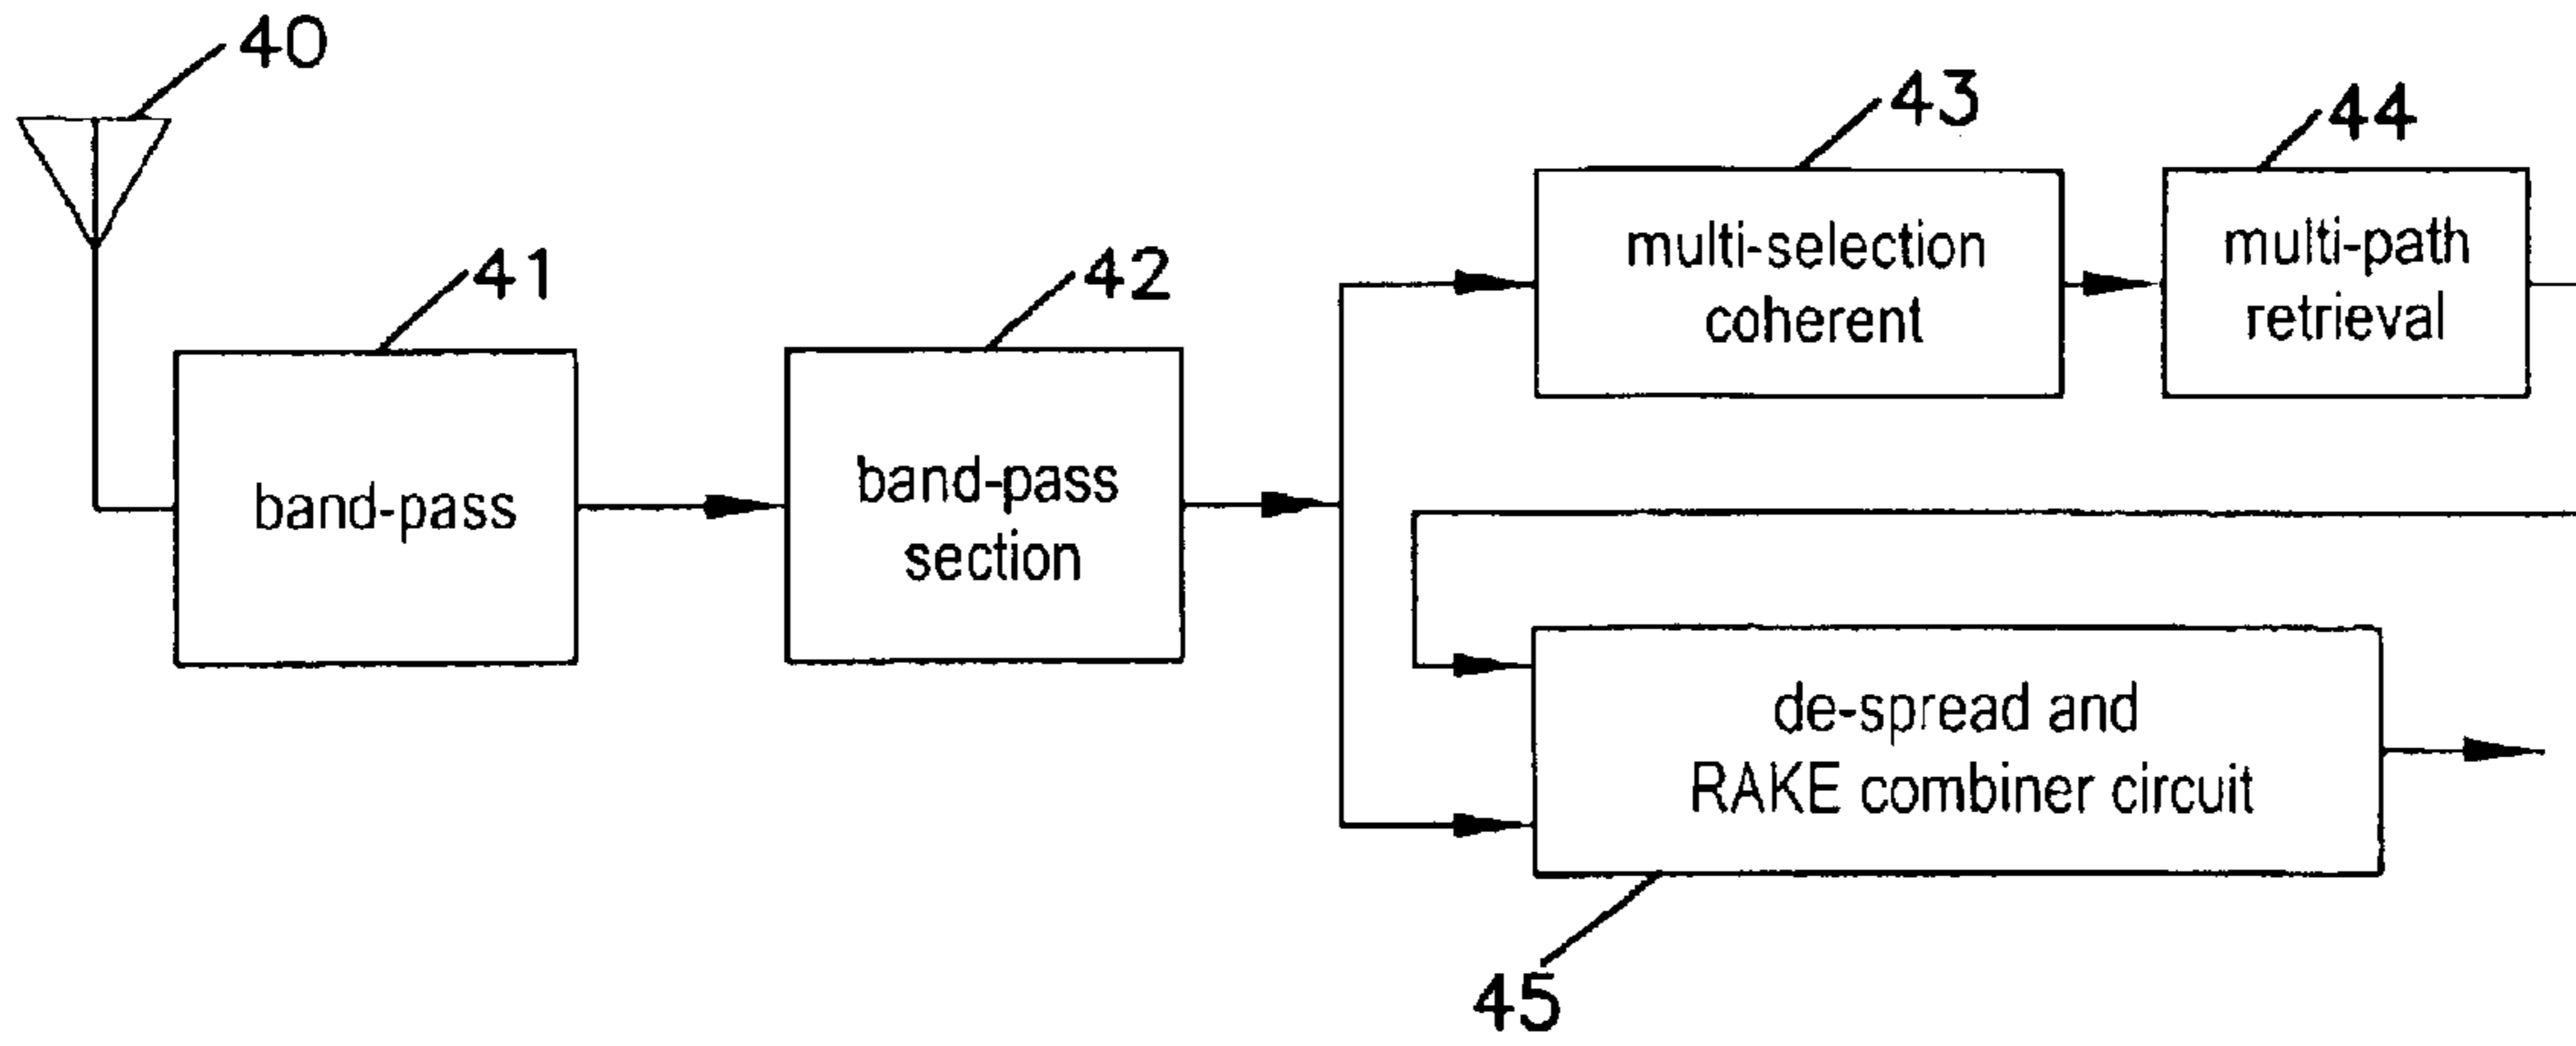 40
41
band-pass
42
band-pass
section
43
multi-selection
coherent
44
multi-path
retrieval
de-spread and
RAKE combiner circuit
45